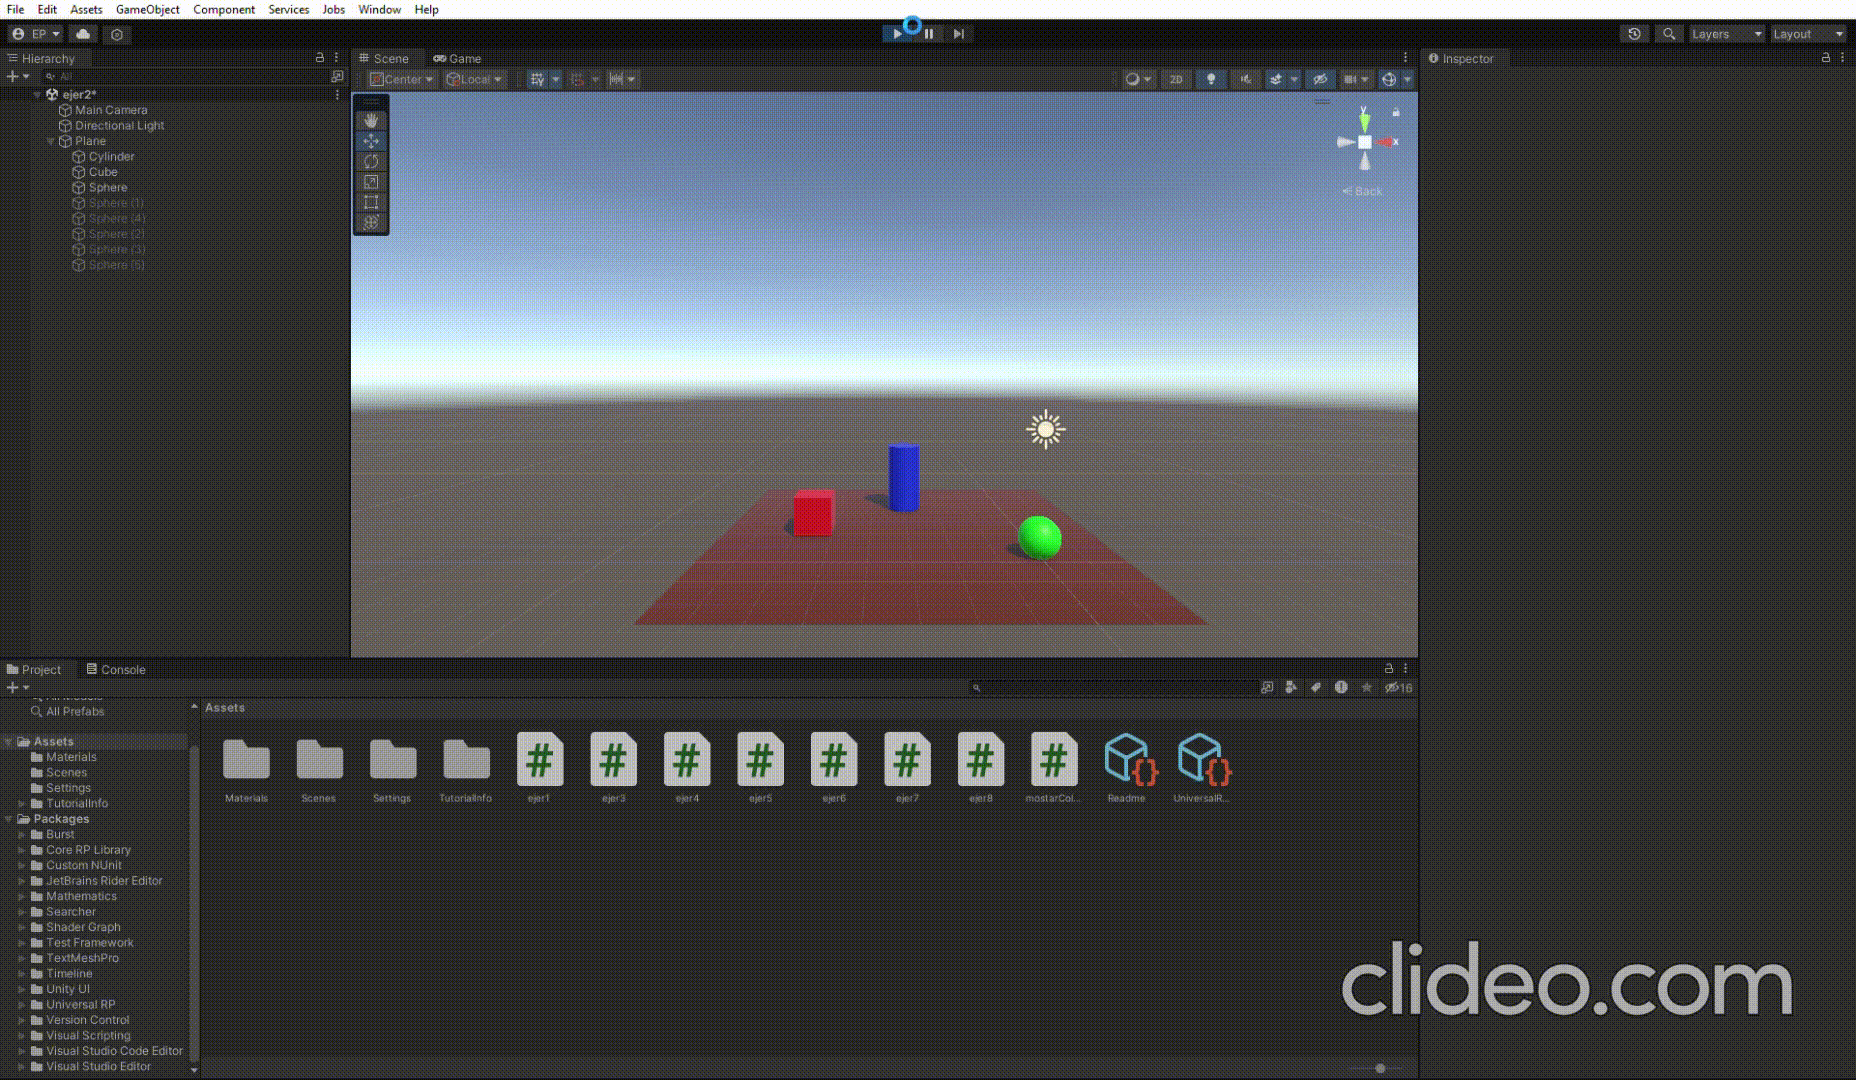 File Edit Assets GameObject Component Services Jobs Window Help
EP Layers Layout
Hierarchy
All
ejer2*
Main Camera
Directional Light
Plane
Cylinder
Cube
Sphere
Sphere (1)
Sphere (4)
Sphere (2)
Sphere (3)
Sphere (5)
Scene Game
Center Local 2D
y
x
Back
Inspector
Project Console
16
All Prefabs
Assets
Materials
Scenes
Settings
TutorialInfo
Packages
Burst
Core RP Library
Custom NUnit
JetBrains Rider Editor
Mathematics
Searcher
Shader Graph
Test Framework
TextMeshPro
Timeline
Unity UI
Universal RP
Version Control
Visual Scripting
Visual Studio Code Editor
Visual Studio Editor
Assets
Materials Scenes Settings TutorialInfo ejer1 ejer3 ejer4 ejer5 ejer6 ejer7 ejer8 mostarCol... Readme UniversalR...
clideo.com